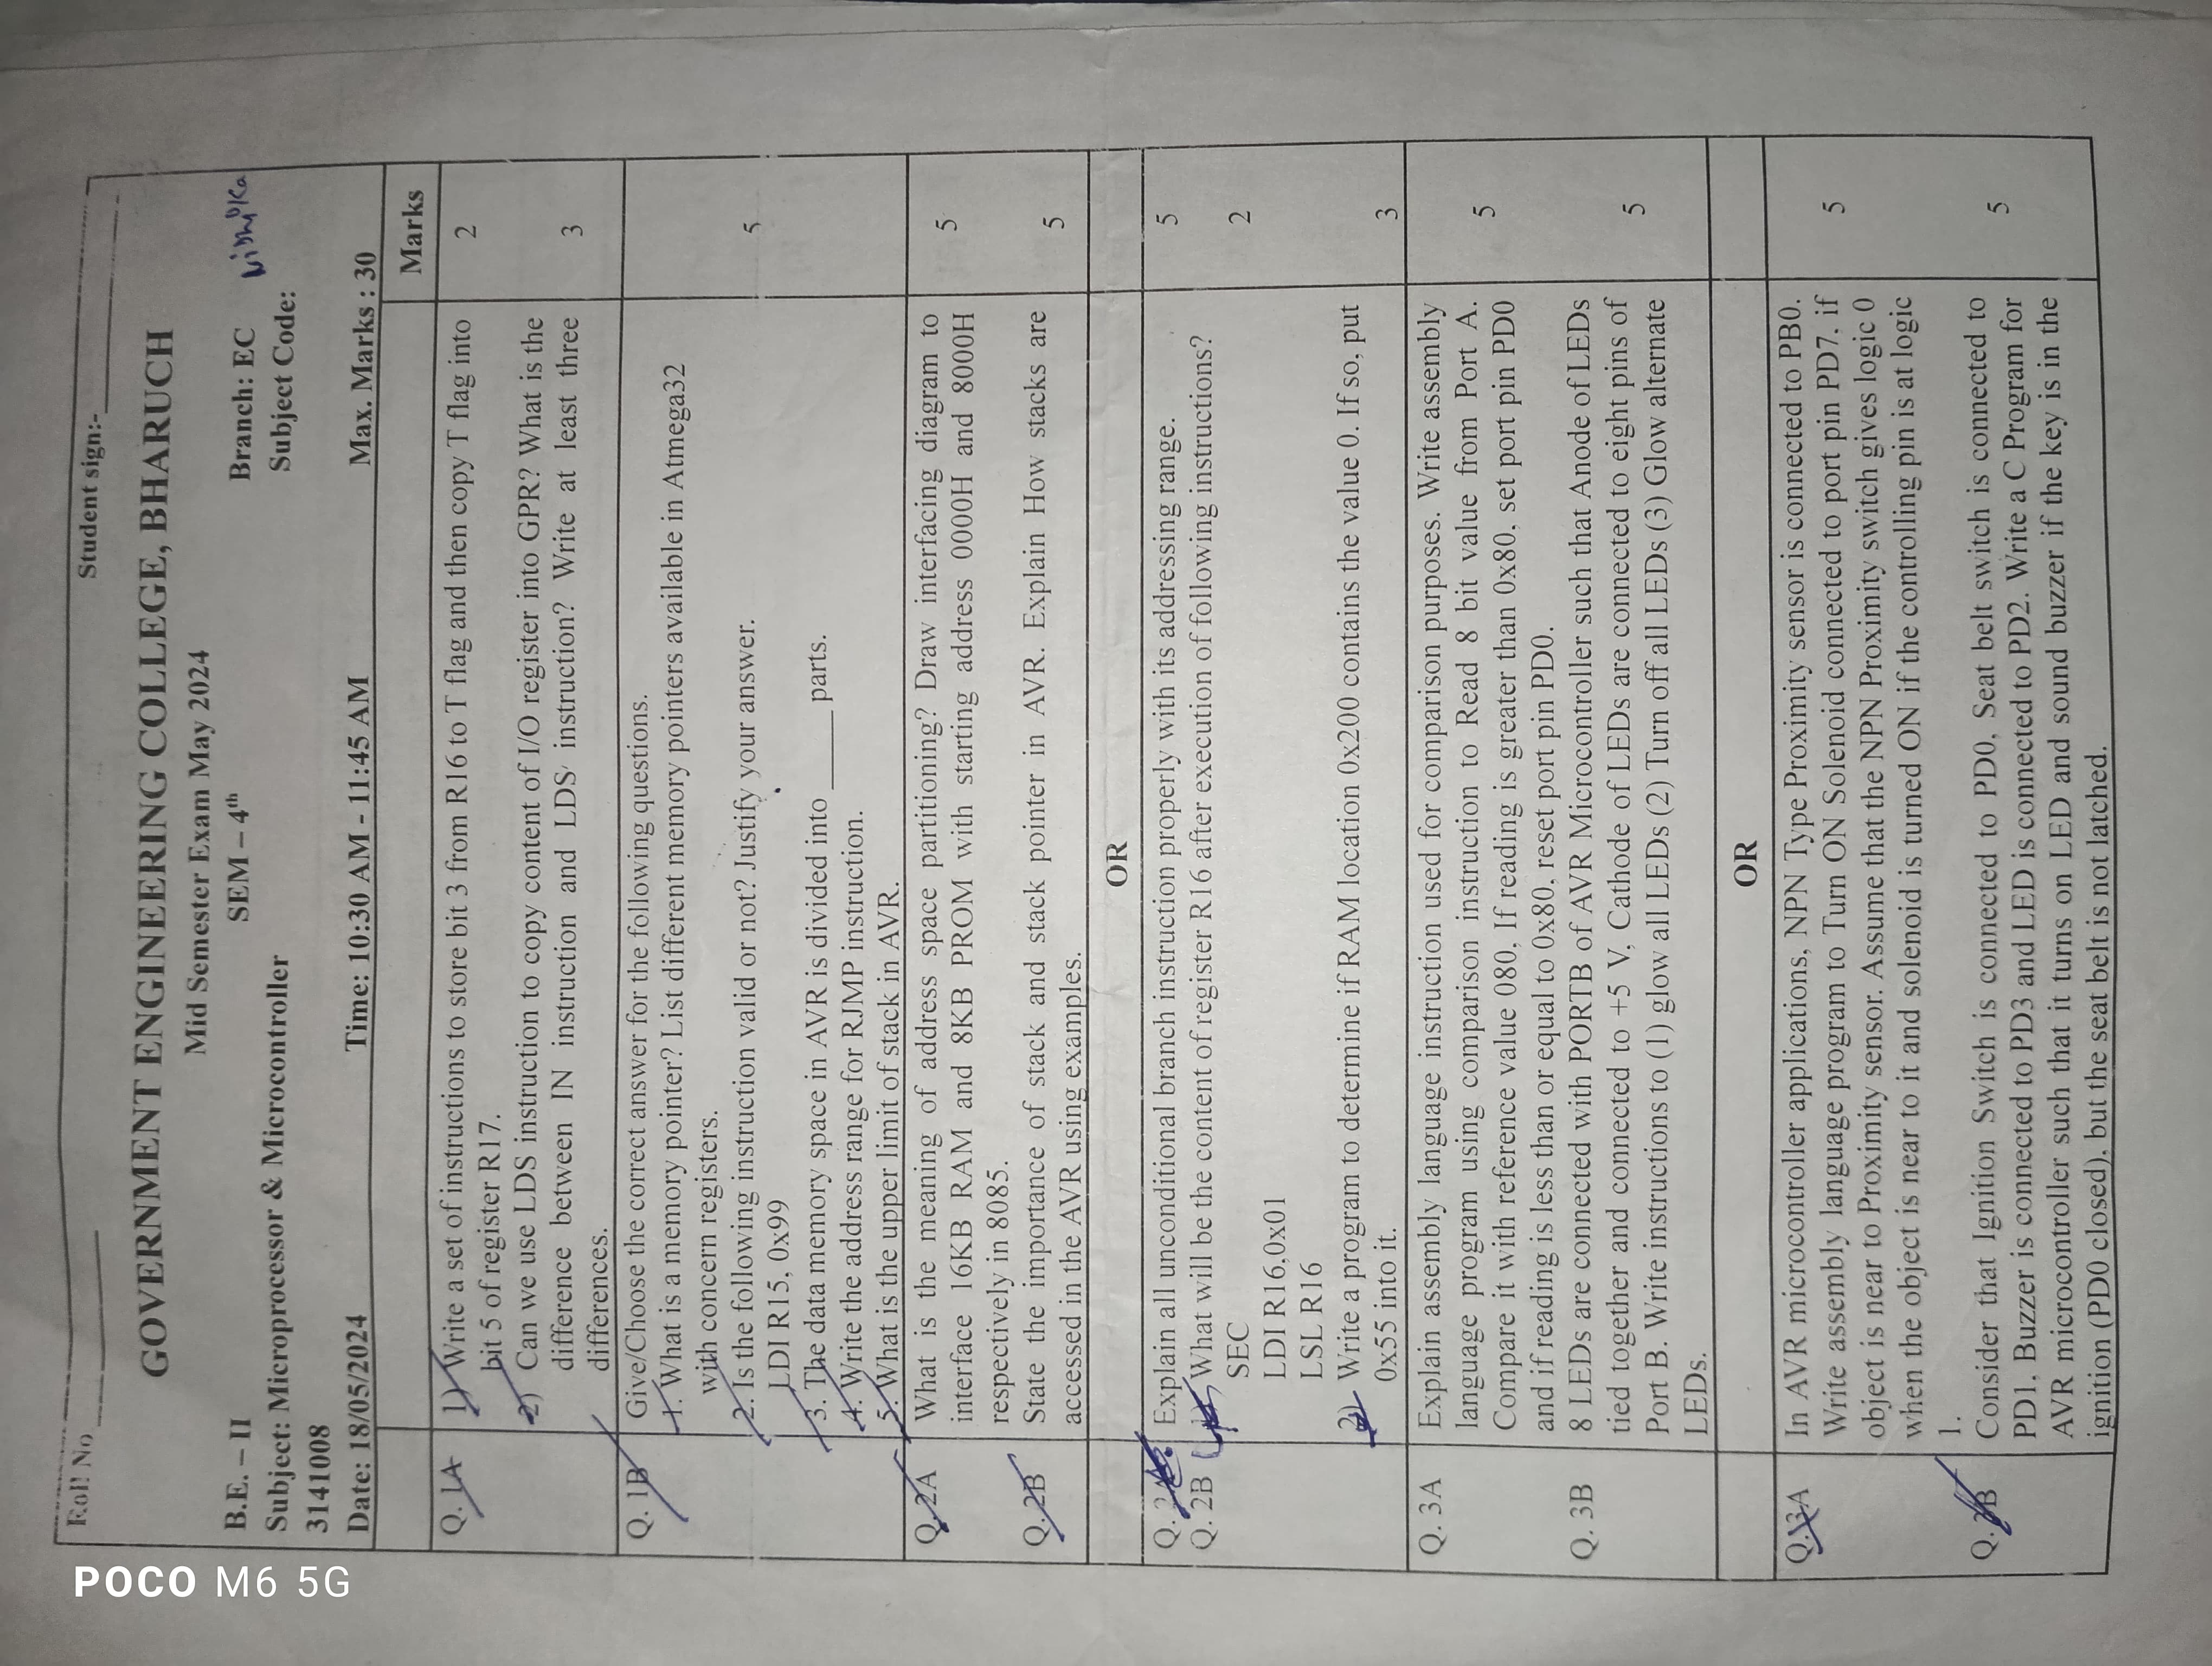 Roll No
Student sign:-
GOVERNMENT ENGINEERING COLLEGE, BHARUCH
Mid Semester Exam May 2024
B.E. – II SEM – 4th Branch: EC Nishika
Subject: Microprocessor & Microcontroller Subject Code:
3141008
Date: 18/05/2024 Time: 10:30 AM - 11:45 AM Max. Marks : 30
Marks
Q. 1A 1) Write a set of instructions to store bit 3 from R16 to T flag and then copy T flag into 2
bit 5 of register R17.
2) Can we use LDS instruction to copy content of I/O register into GPR? What is the
difference between IN instruction and LDS instruction? Write at least three 3
differences.
Q. 1B Give/Choose the correct answer for the following questions.
1. What is a memory pointer? List different memory pointers available in Atmega32
with concern registers.
2. Is the following instruction valid or not? Justify your answer. 5
LDI R15, 0x99
3. The data memory space in AVR is divided into _____ parts.
4. Write the address range for RJMP instruction.
5. What is the upper limit of stack in AVR.
Q. 2A What is the meaning of address space partitioning? Draw interfacing diagram to 5
interface 16KB RAM and 8KB PROM with starting address 0000H and 8000H
respectively in 8085.
Q. 2B State the importance of stack and stack pointer in AVR. Explain How stacks are 5
accessed in the AVR using examples.
OR
Q. 2A Explain all unconditional branch instruction properly with its addressing range. 5
Q. 2B 1) What will be the content of register R16 after execution of following instructions?
SEC 2
LDI R16,0x01
LSL R16
2) Write a program to determine if RAM location 0x200 contains the value 0. If so, put
0x55 into it. 3
Q. 3A Explain assembly language instruction used for comparison purposes. Write assembly
language program using comparison instruction to Read 8 bit value from Port A. 5
Compare it with reference value 080, If reading is greater than 0x80, set port pin PD0
and if reading is less than or equal to 0x80, reset port pin PD0.
Q. 3B 8 LEDs are connected with PORTB of AVR Microcontroller such that Anode of LEDs
tied together and connected to +5 V, Cathode of LEDs are connected to eight pins of 5
Port B. Write instructions to (1) glow all LEDs (2) Turn off all LEDs (3) Glow alternate
LEDs.
OR
Q. 3A In AVR microcontroller applications, NPN Type Proximity sensor is connected to PB0.
Write assembly language program to Turn ON Solenoid connected to port pin PD7, if 5
object is near to Proximity sensor. Assume that the NPN Proximity switch gives logic 0
when the object is near to it and solenoid is turned ON if the controlling pin is at logic
1.
Q. 3B Consider that Ignition Switch is connected to PD0, Seat belt switch is connected to 5
PD1, Buzzer is connected to PD3 and LED is connected to PD2. Write a C Program for
AVR microcontroller such that it turns on LED and sound buzzer if the key is in the
ignition (PD0 closed), but the seat belt is not latched.
POCO M6 5G